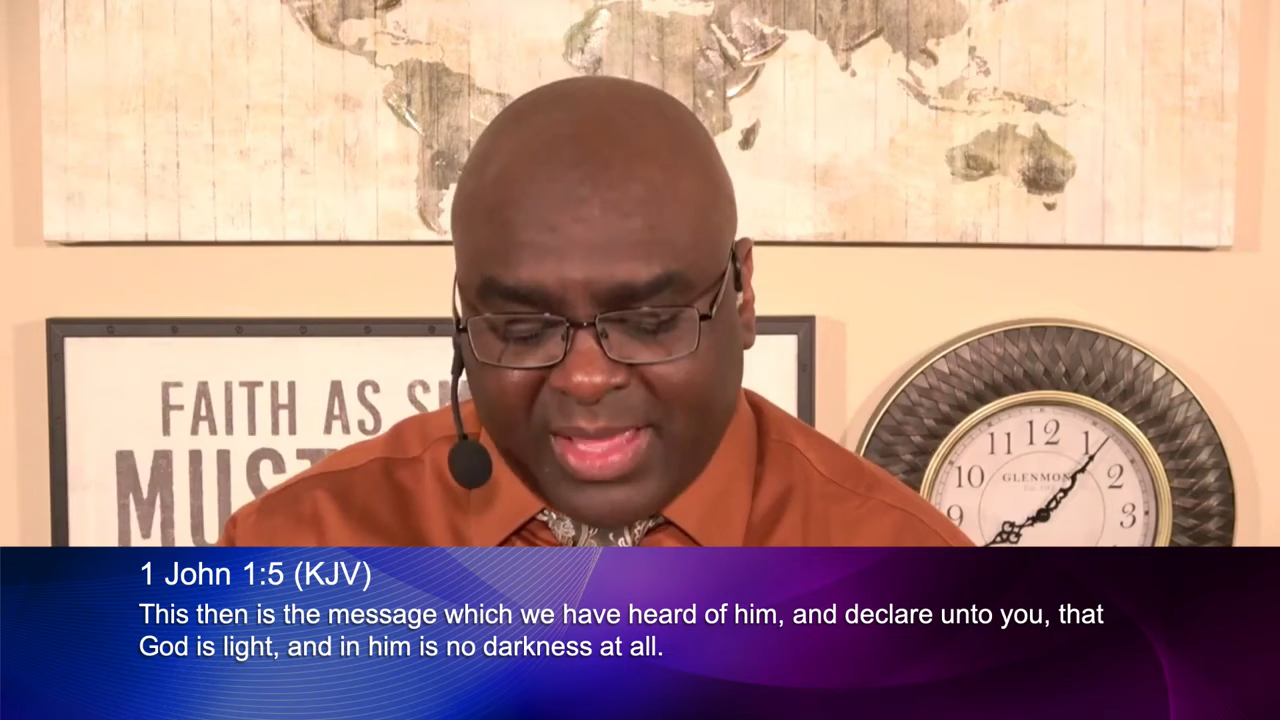 FAITH AS
MUST
11 12 1
10 2
9 3
GLENMONT
1 John 1:5 (KJV)
This then is the message which we have heard of him, and declare unto you, that
God is light, and in him is no darkness at all.